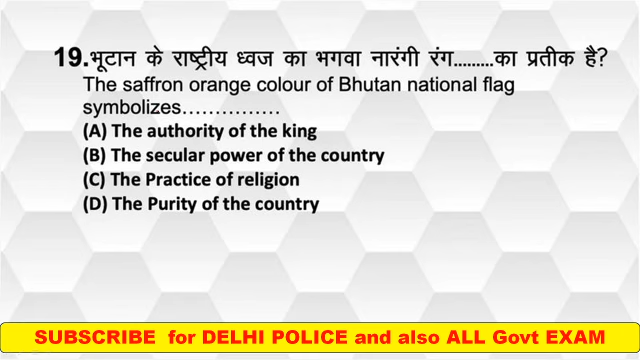 19.भूटान के राष्ट्रीय ध्वज का भगवा नारंगी रंग.........का प्रतीक है?
The saffron orange colour of Bhutan national flag
symbolizes...............
(A) The authority of the king
(B) The secular power of the country
(C) The Practice of religion
(D) The Purity of the country
SUBSCRIBE for DELHI POLICE and also ALL Govt EXAM